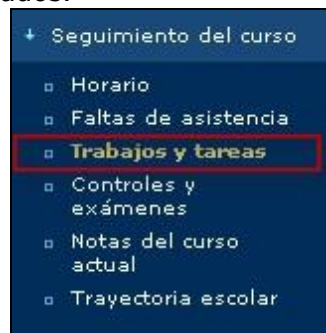 Seguimiento del curso
Horario
Faltas de asistencia
Trabajos y tareas
Controles y
exámenes
Notas del curso
actual
Trayectoria escolar